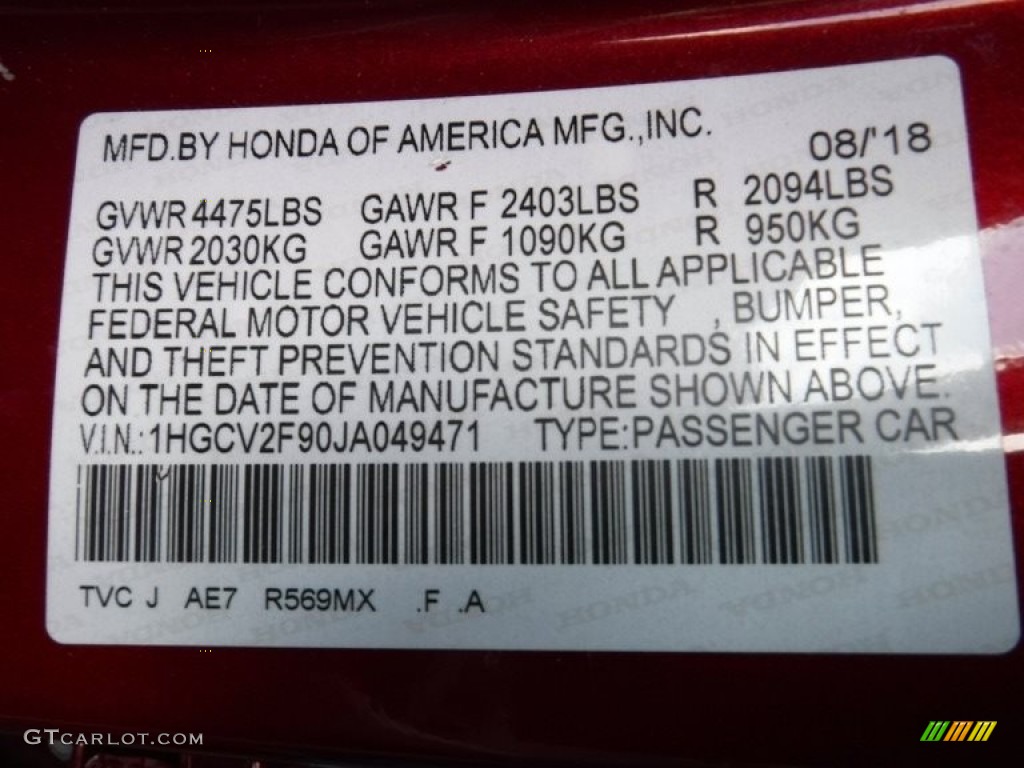 MFD.BY HONDA OF AMERICA MFG.,INC. 08/'18
GVWR 4475LBS GAWR F 2403LBS R 2094LBS
GVWR 2030KG GAWR F 1090KG R 950KG
THIS VEHICLE CONFORMS TO ALL APPLICABLE
FEDERAL MOTOR VEHICLE SAFETY , BUMPER,
AND THEFT PREVENTION STANDARDS IN EFFECT
ON THE DATE OF MANUFACTURE SHOWN ABOVE.
V.I.N.:1HGCV2F90JA049471 TYPE:PASSENGER CAR
TVC J AE7 R569MX .F .A
GTCARLOT.COM